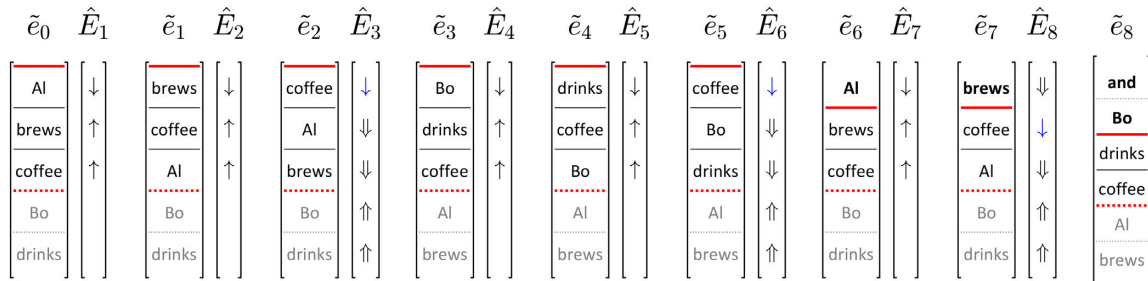 ẽ₀ Ê₁ ẽ₁ Ê₂ ẽ₂ Ê₃ ẽ₃ Ê₄ ẽ₄ Ê₅ ẽ₅ Ê₆ ẽ₆ Ê₇ ẽ₇ Ê₈ ẽ₈
Al ↓ brews ↓ coffee ↓ Bo ↓ drinks ↓ coffee ↓ Al ↓ brews ⇓ and
brews ↑ coffee ↑ Al ⇓ drinks ↑ coffee ↑ Bo ⇓ brews ↑ coffee ↓ Bo
coffee ↑ Al ↑ brews ⇓ coffee ↑ Bo ↑ drinks ⇓ coffee ↑ Al ⇓ drinks
Bo Bo Bo ⇑ Al Al Al ⇑ Bo Bo ⇑ coffee
drinks drinks drinks ⇑ brews brews brews ⇑ drinks drinks ⇑ Al
brews